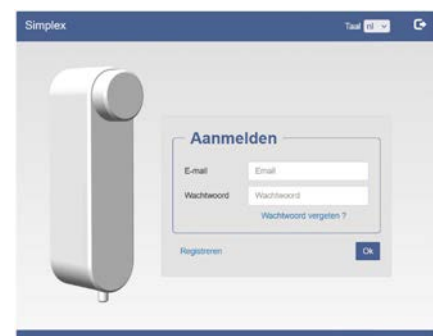 Simplex
Taal nl
Aanmelden
E-mail Email
Wachtwoord Wachtwoord
Wachtwoord vergeten ?
Registreren Ok